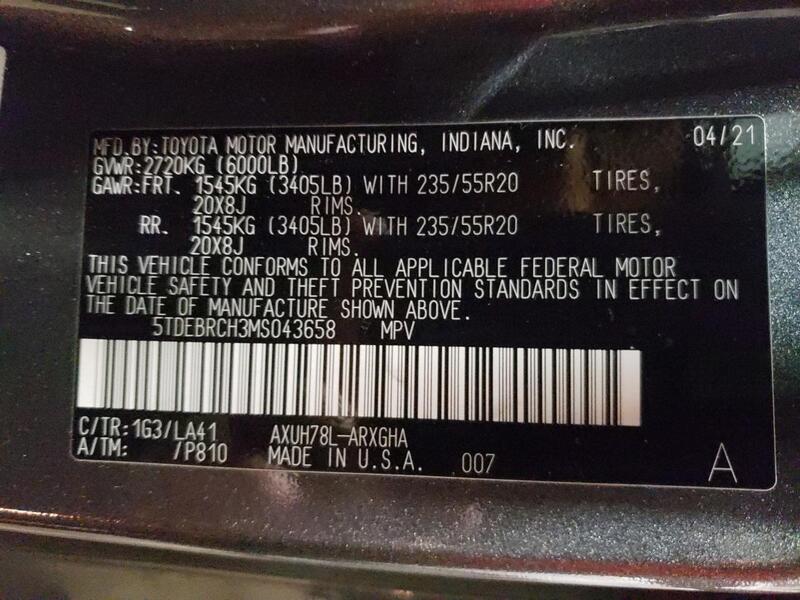 MFD.BY:TOYOTA MOTOR MANUFACTURING, INDIANA, INC. 04/21
GVWR:2720KG (6000LB)
GAWR:FRT. 1545KG (3405LB) WITH 235/55R20 TIRES,
20X8J RIMS.
RR. 1545KG (3405LB) WITH 235/55R20 TIRES,
20X8J RIMS.
THIS VEHICLE CONFORMS TO ALL APPLICABLE FEDERAL MOTOR
VEHICLE SAFETY AND THEFT PREVENTION STANDARDS IN EFFECT ON
THE DATE OF MANUFACTURE SHOWN ABOVE.
5TDEBRCH3MS043658 MPV
C/TR:1G3/LA41 AXUH78L-ARXGHA
A/TM: /P810 MADE IN U.S.A. 007 A